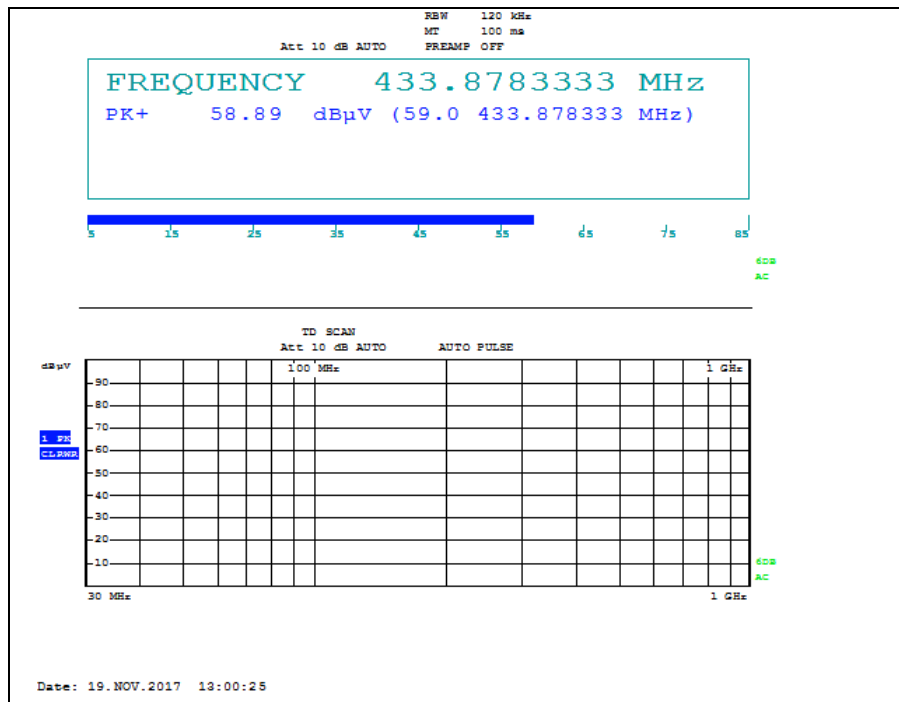 RBW 120 kHz
MT 100 ms
Att 10 dB AUTO PREAMP OFF
FREQUENCY 433.8783333 MHz
PK+ 58.89 dBµV (59.0 433.878333 MHz)
5 15 25 35 45 55 65 75 85
6DB
AC
TD SCAN
Att 10 dB AUTO AUTO PULSE
dBµV
100 MHz 1 GHz
90
80
70
1 PK
60
CLRWR
50
40
30
20
10
6DB
AC
30 MHz 1 GHz
Date: 19.NOV.2017 13:00:25